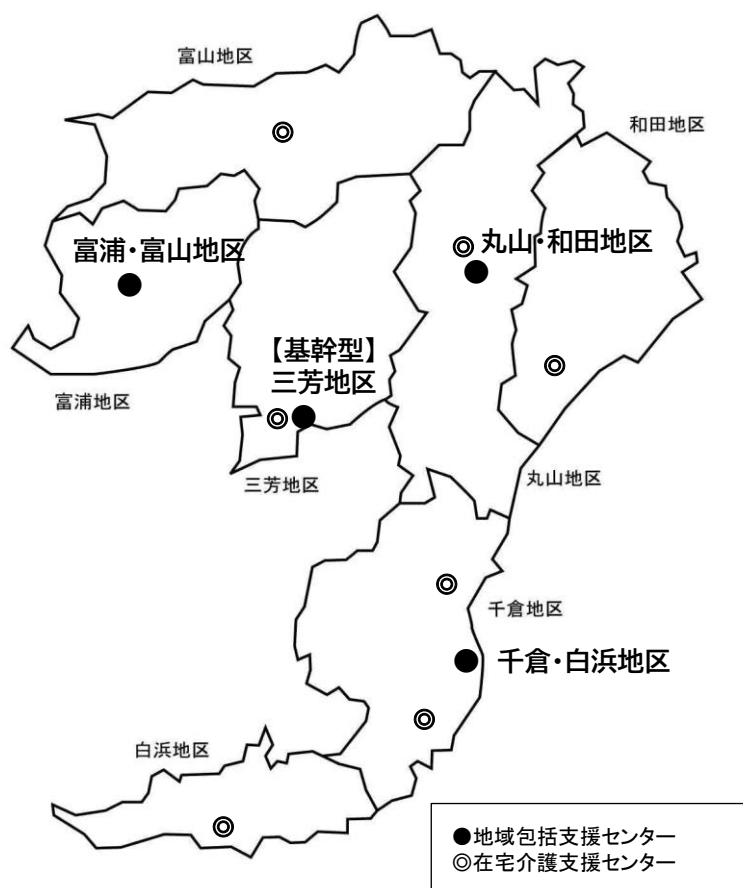 富山地区
和田地区
富浦・富山地区
丸山・和田地区
【基幹型】
三芳地区
富浦地区
三芳地区
丸山地区
千倉地区
千倉・白浜地区
白浜地区
●地域包括支援センター
◎在宅介護支援センター